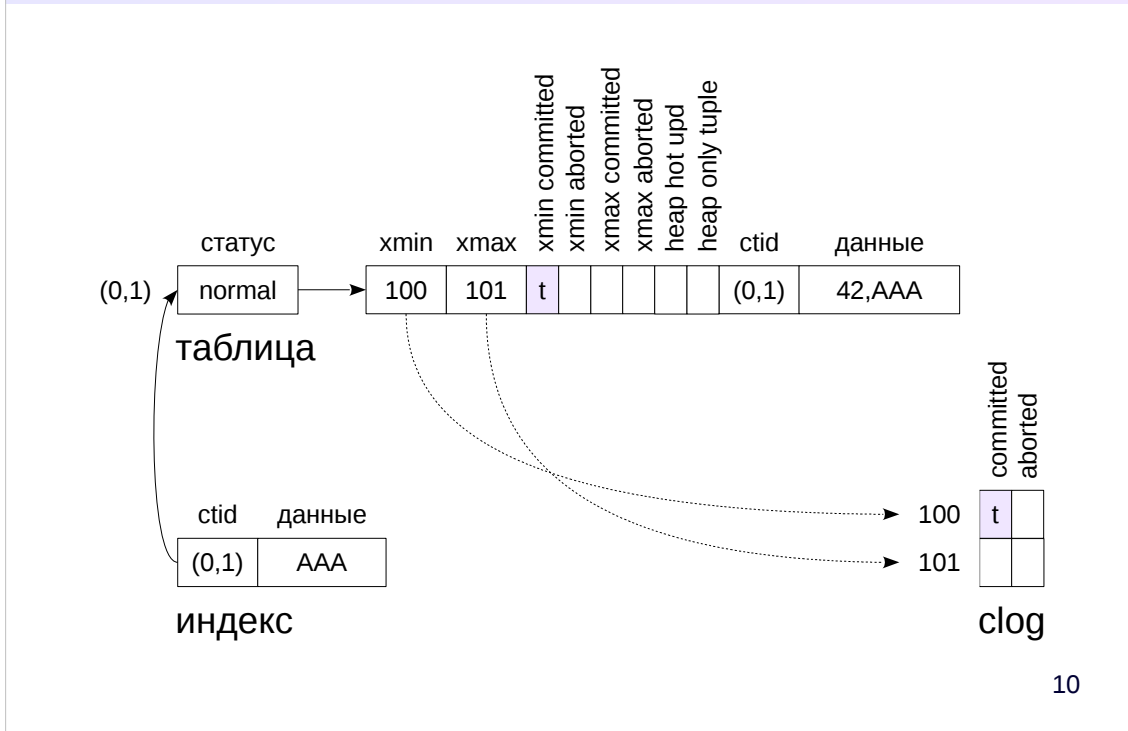 xmin committed
xmin aborted
xmax committed
xmax aborted
heap hot upd
heap only tuple
статус xmin xmax ctid данные
(0,1) normal 100 101 t (0,1) 42,AAA
таблица
committed
aborted
ctid данные 100 t
(0,1) AAA 101
индекс clog
10